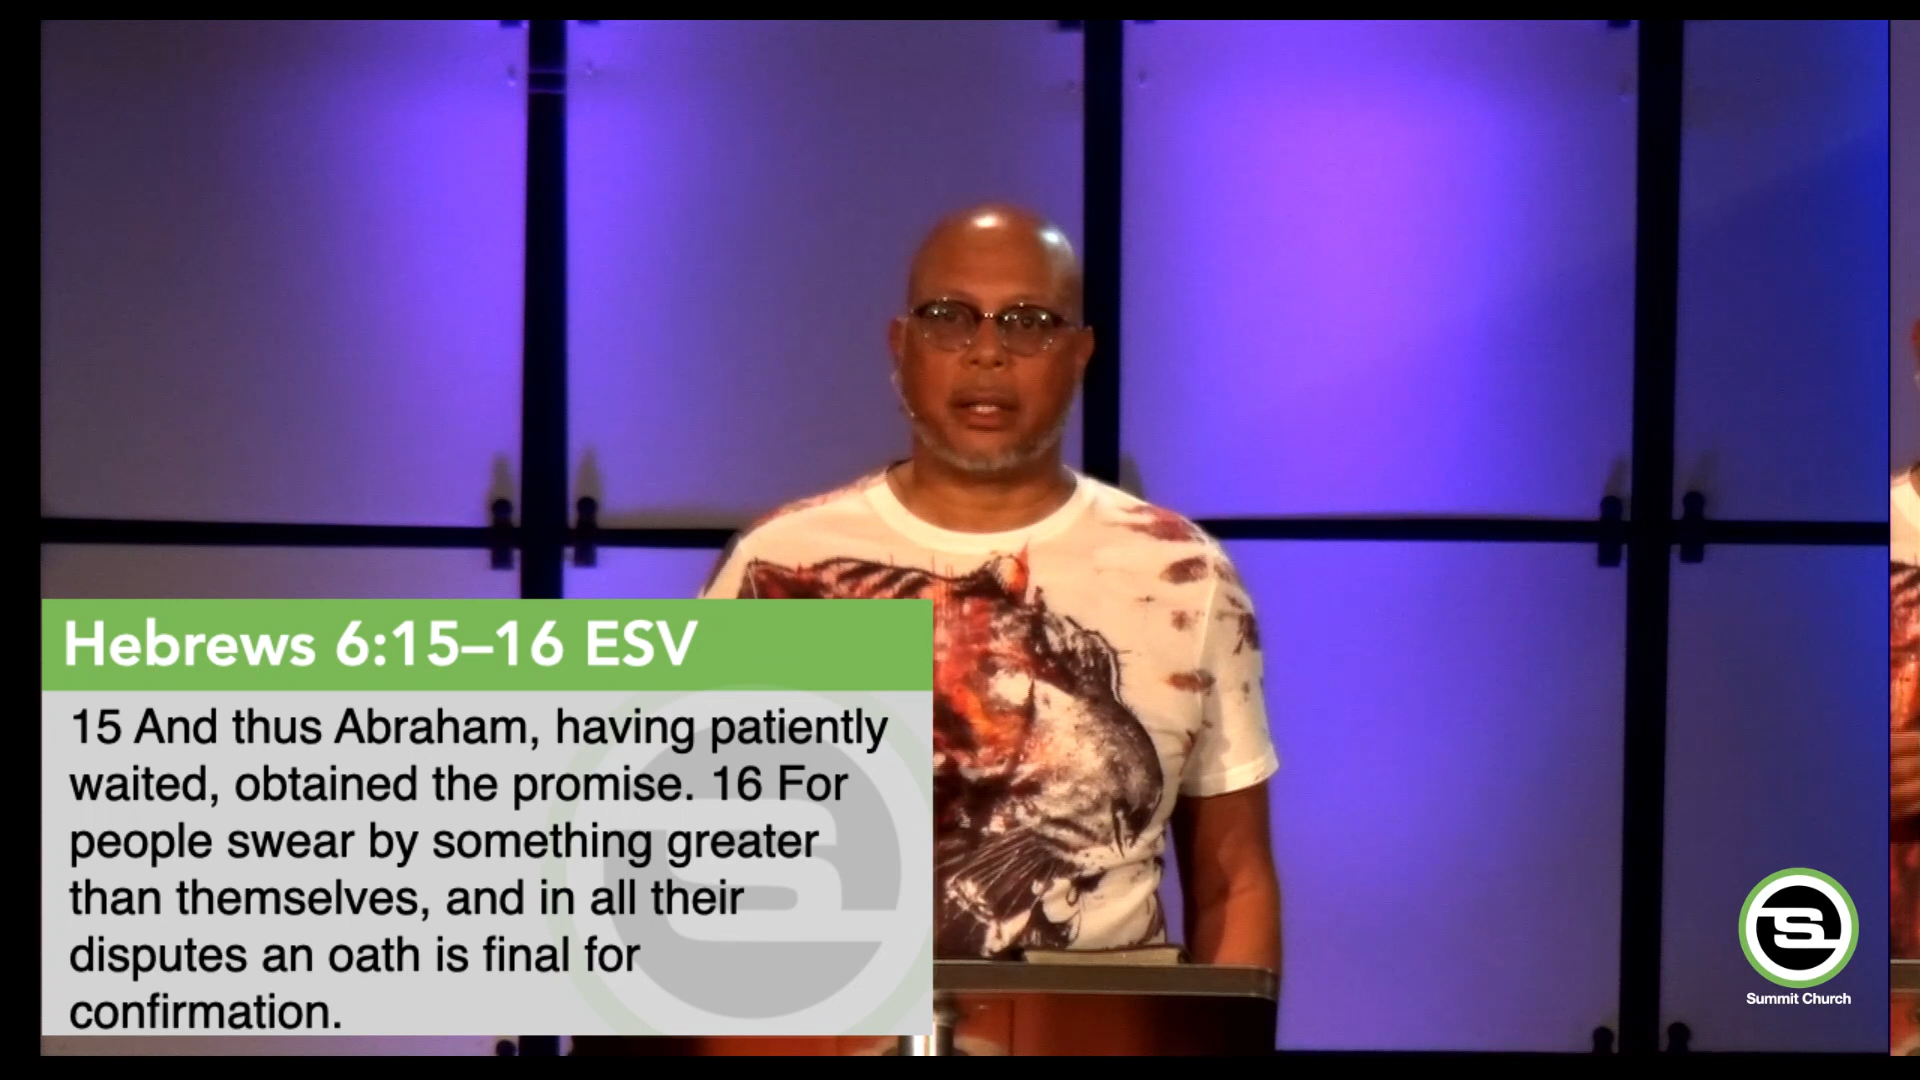 Hebrews 6:15–16 ESV
15 And thus Abraham, having patiently
waited, obtained the promise. 16 For
people swear by something greater
than themselves, and in all their
disputes an oath is final for
confirmation.
S
Summit Church